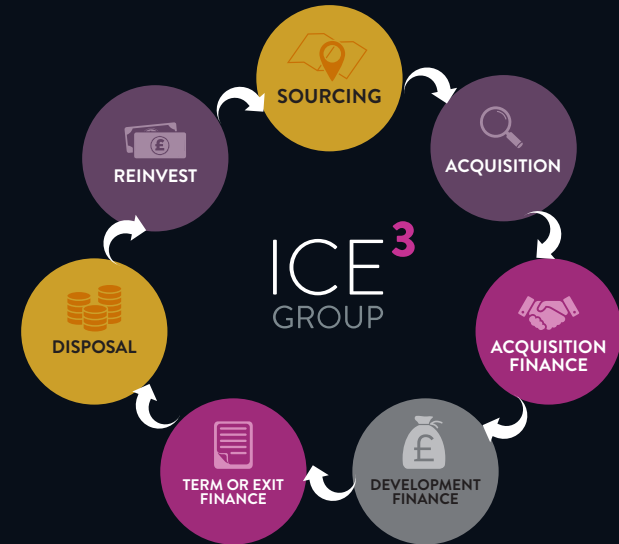 SOURCING
ACQUISITION
ACQUISITION
FINANCE
£
DEVELOPMENT
FINANCE
TERM OR EXIT
FINANCE
DISPOSAL
£
REINVEST
ICE³
GROUP